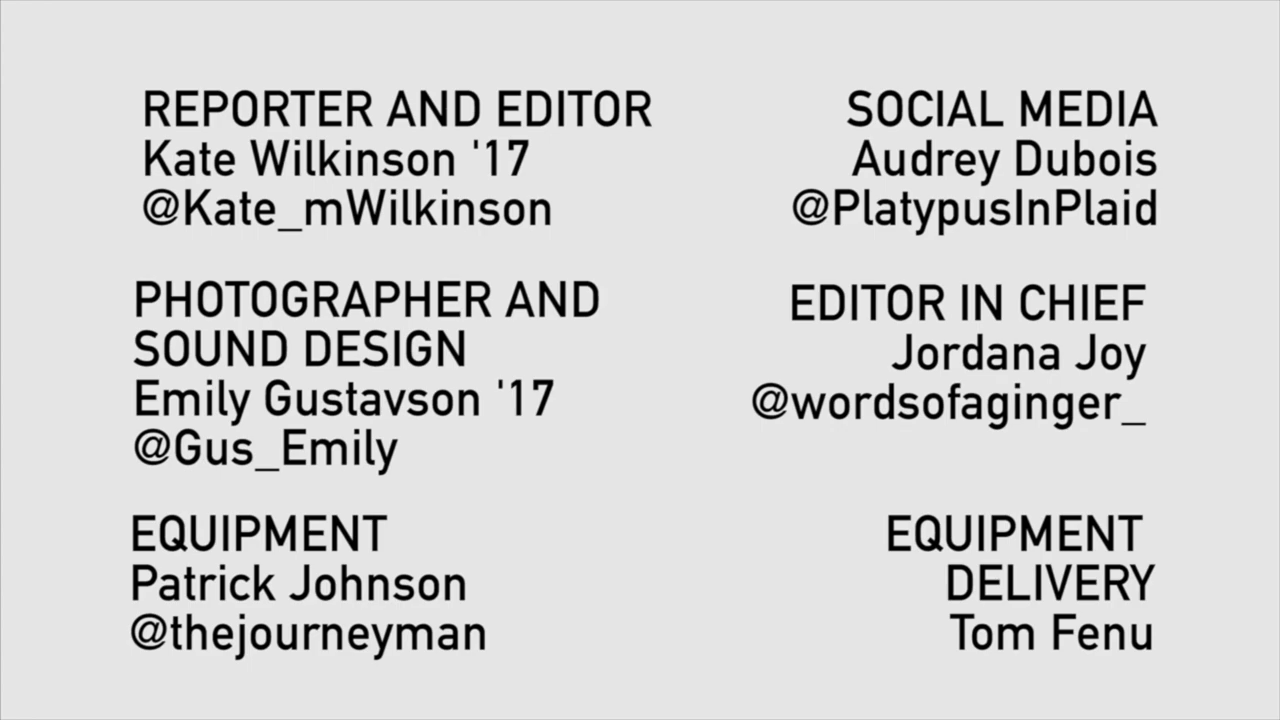 REPORTER AND EDITOR
Kate Wilkinson '17
@Kate_mWilkinson
PHOTOGRAPHER AND
SOUND DESIGN
Emily Gustavson '17
@Gus_Emily
EQUIPMENT
Patrick Johnson
@thejourneyman
SOCIAL MEDIA
Audrey Dubois
@PlatypusInPlaid
EDITOR IN CHIEF
Jordana Joy
@wordsofaginger_
EQUIPMENT
DELIVERY
Tom Fenu